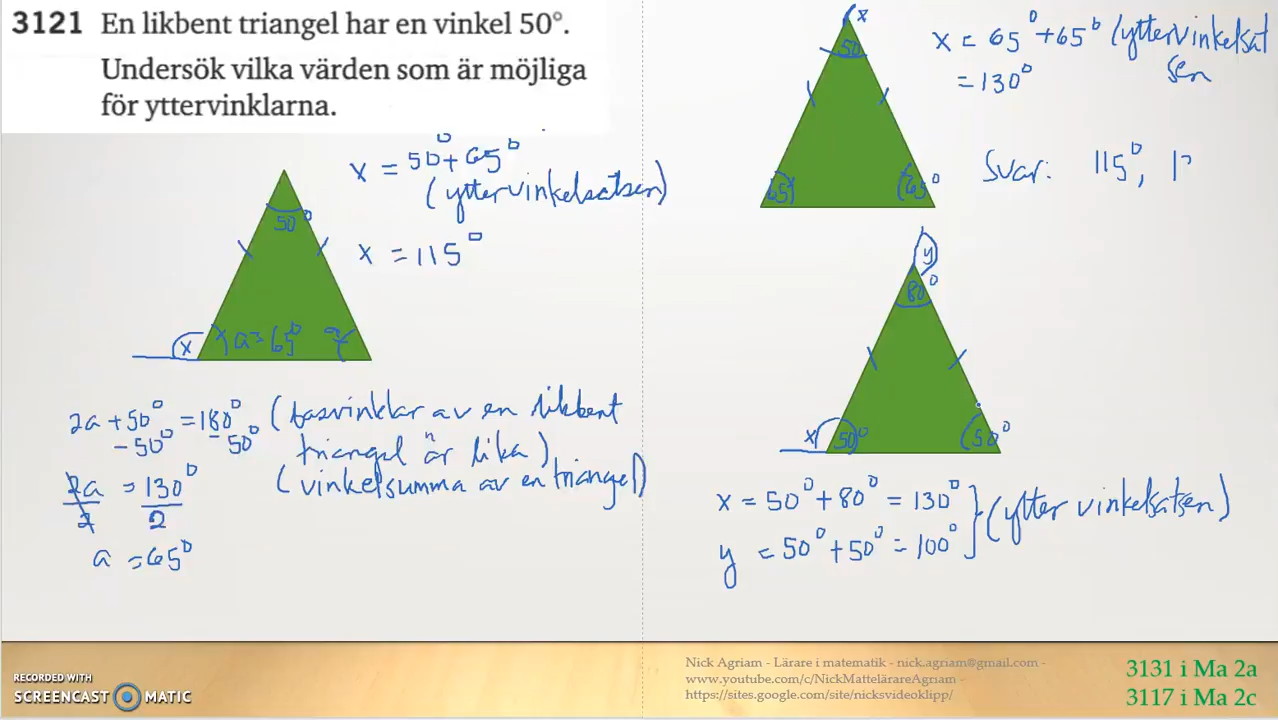 3121 En likbent triangel har en vinkel 50°.
Undersök vilka värden som är möjliga
för yttervinklarna.
x = 50° + 65°
(yttervinkelsatsen)
x = 115°
50°
x
a = 65°
2a + 50° = 180° (basvinklar av en likbent
- 50° - 50° triangel är lika)
2a = 130° (vinkelsumma av en triangel)
2 2
a = 65°
x
50
65°
65°
x = 65° + 65° (yttervinkelsat
sen
= 130°
Svar: 115°, 1
y
80°
x
50°
50°
x = 50° + 80° = 130° } (yttervinkelsatsen)
y = 50° + 50° = 100°
RECORDED WITH
SCREENCAST MATIC
Nick Agriam - Lärare i matematik - nick.agriam@gmail.com -
www.youtube.com/c/NickMattelärareAgriam -
https://sites.google.com/site/nicksvideoklipp/
3131 i Ma 2a
3117 i Ma 2c